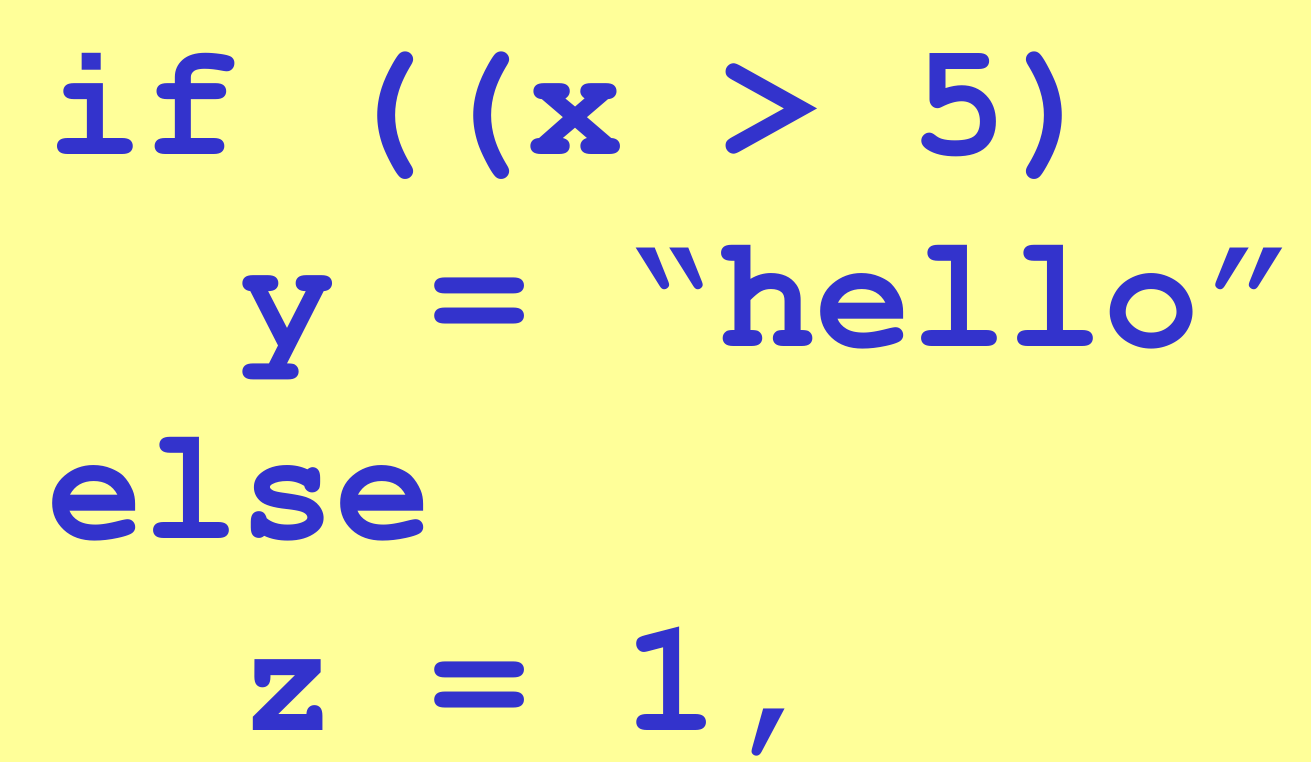 if ((x > 5)
  y = “hello”
else
  z = 1,